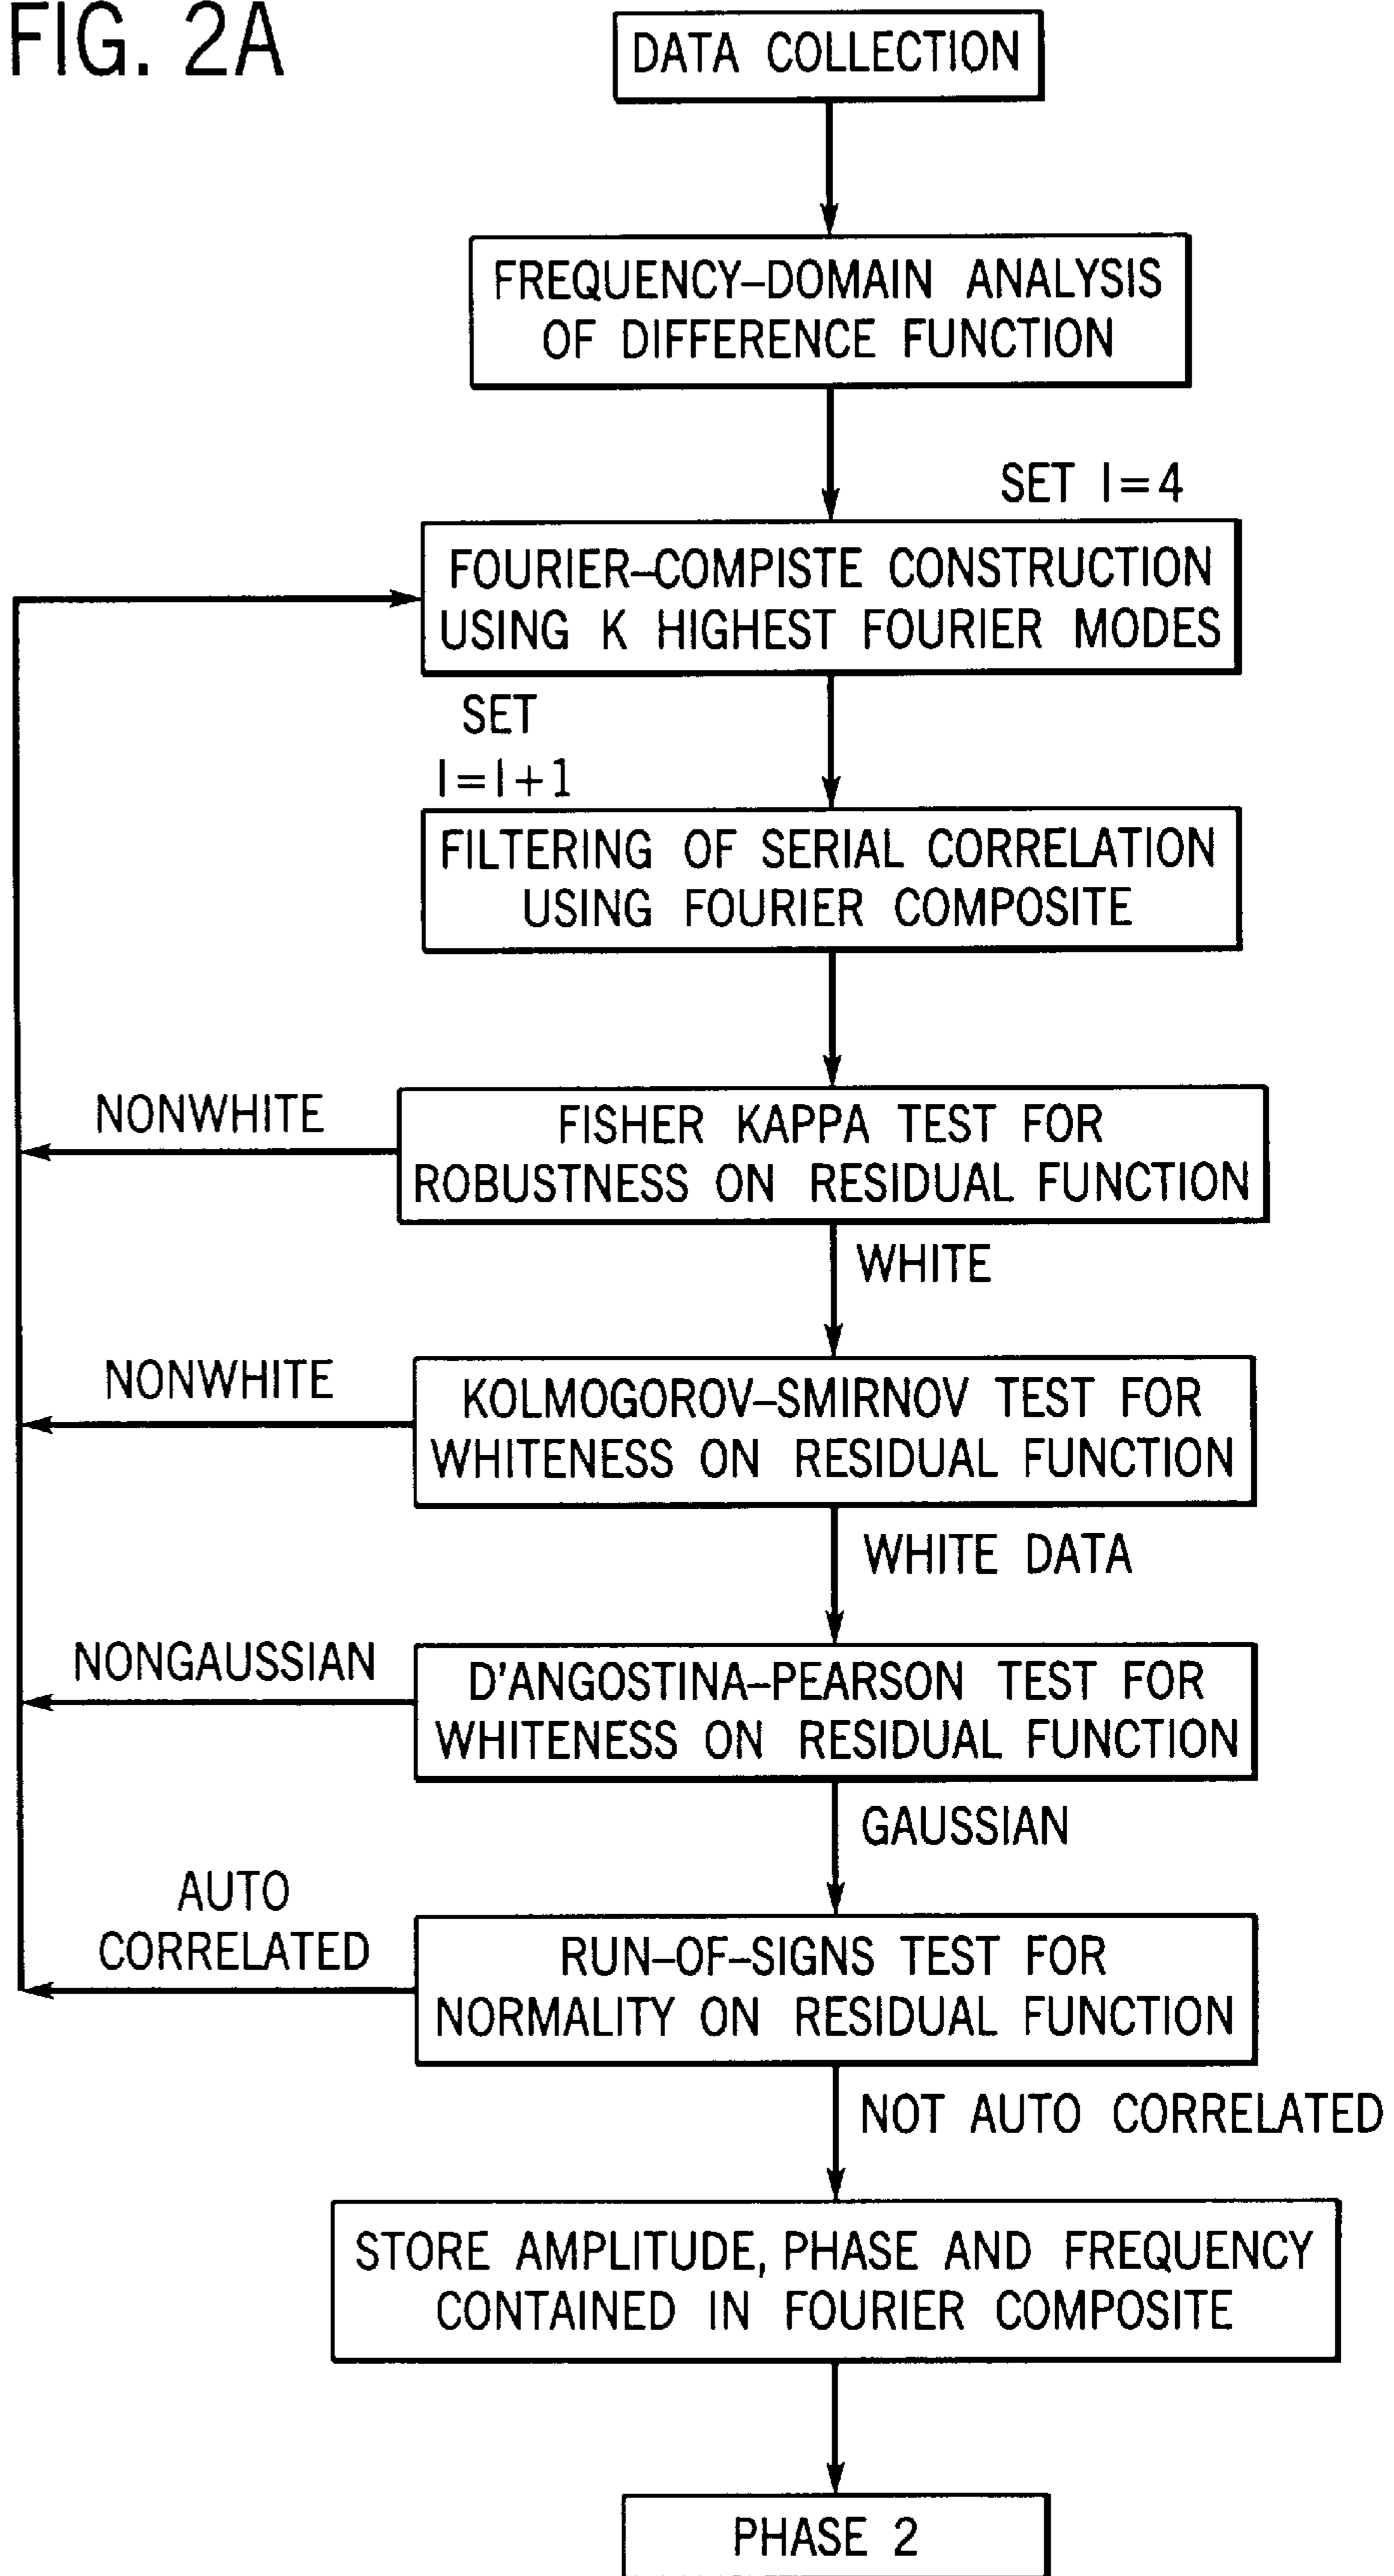 FIG. 2A
DATA COLLECTION
FREQUENCY–DOMAIN ANALYSIS
OF DIFFERENCE FUNCTION
SET I=4
FOURIER–COMPISTE CONSTRUCTION
USING K HIGHEST FOURIER MODES
SET
I=I+1
FILTERING OF SERIAL CORRELATION
USING FOURIER COMPOSITE
NONWHITE
FISHER KAPPA TEST FOR
ROBUSTNESS ON RESIDUAL FUNCTION
WHITE
NONWHITE
KOLMOGOROV–SMIRNOV TEST FOR
WHITENESS ON RESIDUAL FUNCTION
WHITE DATA
NONGAUSSIAN
D'ANGOSTINA–PEARSON TEST FOR
WHITENESS ON RESIDUAL FUNCTION
GAUSSIAN
AUTO
CORRELATED
RUN–OF–SIGNS TEST FOR
NORMALITY ON RESIDUAL FUNCTION
NOT AUTO CORRELATED
STORE AMPLITUDE, PHASE AND FREQUENCY
CONTAINED IN FOURIER COMPOSITE
PHASE 2